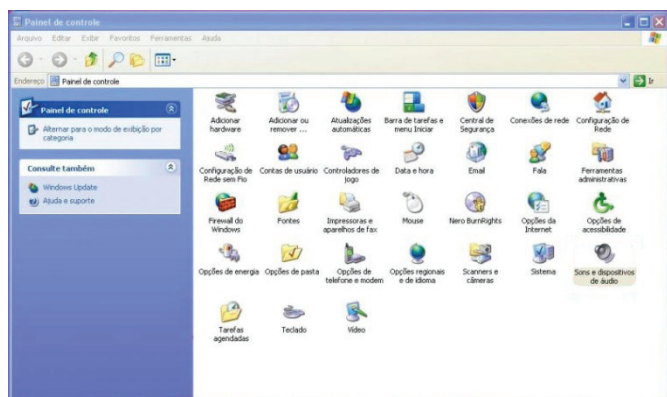 Painel de controle
Arquivo Editar Exibir Favoritos Ferramentas Ajuda
Endereço Painel de controle Ir
Painel de controle
Alternar para o modo de exibição por
categoria
Consulte também
Windows Update
Ajuda e suporte
Adicionar
hardware
Adicionar ou
remover ...
Atualizações
automáticas
Barra de tarefas e
menu Iniciar
Central de
Segurança
Conexões de rede
Configuração de
Rede
Configuração de
Rede sem Fio
Contas de usuário
Controladores de
jogo
Data e hora
Email
Fala
Ferramentas
administrativas
Firewall do
Windows
Fontes
Impressoras e
aparelhos de fax
Mouse
Nero BurnRights
Opções da
Internet
Opções de
acessibilidade
Opções de energia
Opções de pasta
Opções de
telefone e modem
Opções regionais
e de idioma
Scanners e
câmeras
Sistema
Sons e dispositivos
de áudio
Tarefas
agendadas
Teclado
Vídeo